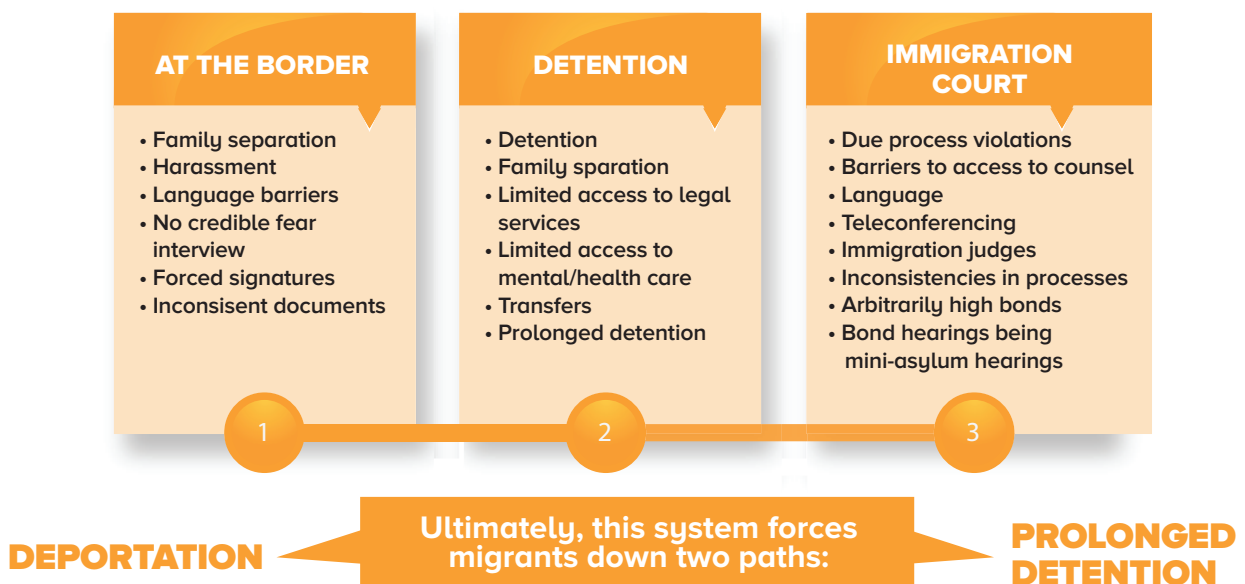 AT THE BORDER
• Family separation
• Harassment
• Language barriers
• No credible fear
interview
• Forced signatures
• Inconsisent documents
1
DETENTION
• Detention
• Family sparation
• Limited access to legal
services
• Limited access to
mental/health care
• Transfers
• Prolonged detention
2
IMMIGRATION
COURT
• Due process violations
• Barriers to access to counsel
• Language
• Teleconferencing
• Immigration judges
• Inconsistencies in processes
• Arbitrarily high bonds
• Bond hearings being
mini-asylum hearings
3
Ultimately, this system forces
migrants down two paths:
DEPORTATION
PROLONGED
DETENTION